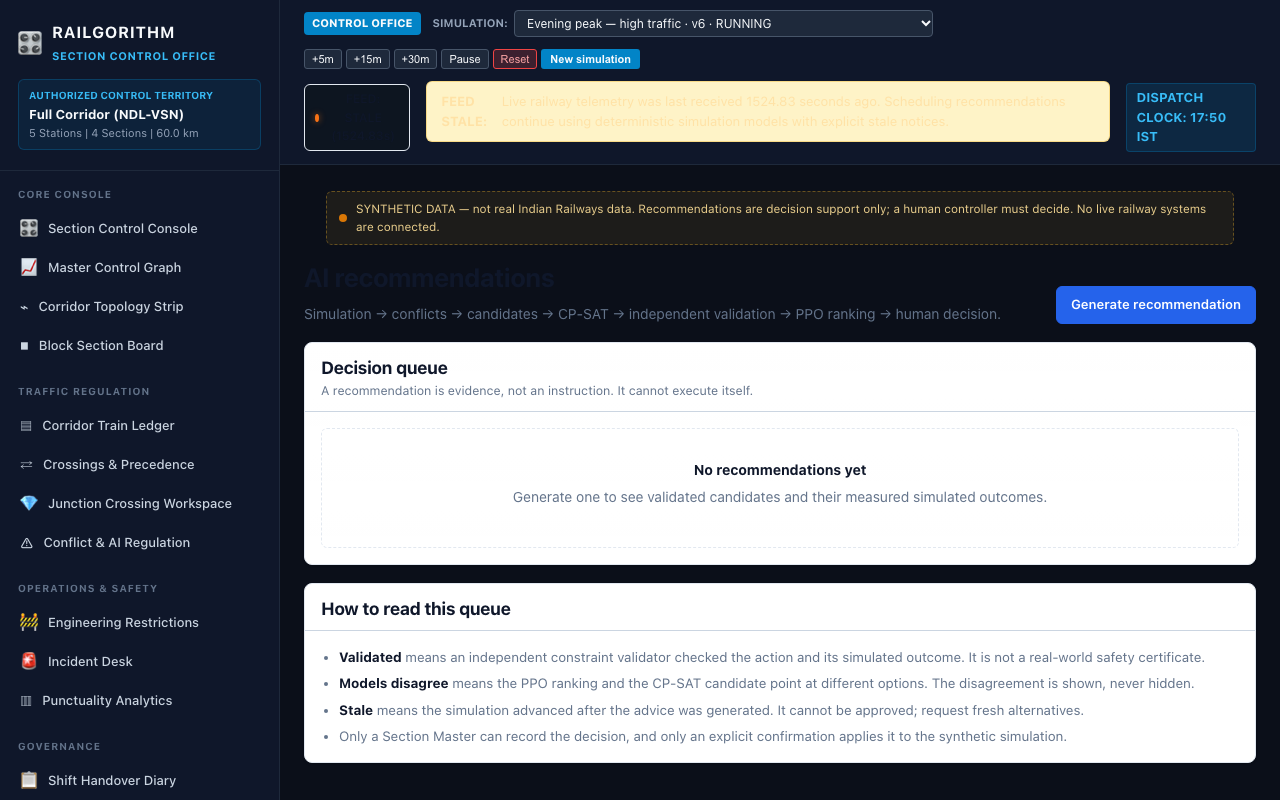 RAILGORITHM
SECTION CONTROL OFFICE
AUTHORIZED CONTROL TERRITORY
Full Corridor (NDL-VSN)
5 Stations | 4 Sections | 60.0 km
CORE CONSOLE
Section Control Console
Master Control Graph
Corridor Topology Strip
Block Section Board
TRAFFIC REGULATION
Corridor Train Ledger
Crossings & Precedence
Junction Crossing Workspace
Conflict & AI Regulation
OPERATIONS & SAFETY
Engineering Restrictions
Incident Desk
Punctuality Analytics
GOVERNANCE
Shift Handover Diary
CONTROL OFFICE
SIMULATION:
Evening peak — high traffic · v6 · RUNNING
+5m
+15m
+30m
Pause
Reset
New simulation
FEED STALE:
Live railway telemetry was last received 1524.83 seconds ago. Scheduling recommendations
continue using deterministic simulation models with explicit stale notices.
DISPATCH
CLOCK: 17:50
IST
SYNTHETIC DATA — not real Indian Railways data. Recommendations are decision support only; a human controller must decide. No live railway systems
are connected.
AI recommendations
Simulation → conflicts → candidates → CP-SAT → independent validation → PPO ranking → human decision.
Generate recommendation
Decision queue
A recommendation is evidence, not an instruction. It cannot execute itself.
No recommendations yet
Generate one to see validated candidates and their measured simulated outcomes.
How to read this queue
• Validated means an independent constraint validator checked the action and its simulated outcome. It is not a real-world safety certificate.
• Models disagree means the PPO ranking and the CP-SAT candidate point at different options. The disagreement is shown, never hidden.
• Stale means the simulation advanced after the advice was generated. It cannot be approved; request fresh alternatives.
• Only a Section Master can record the decision, and only an explicit confirmation applies it to the synthetic simulation.